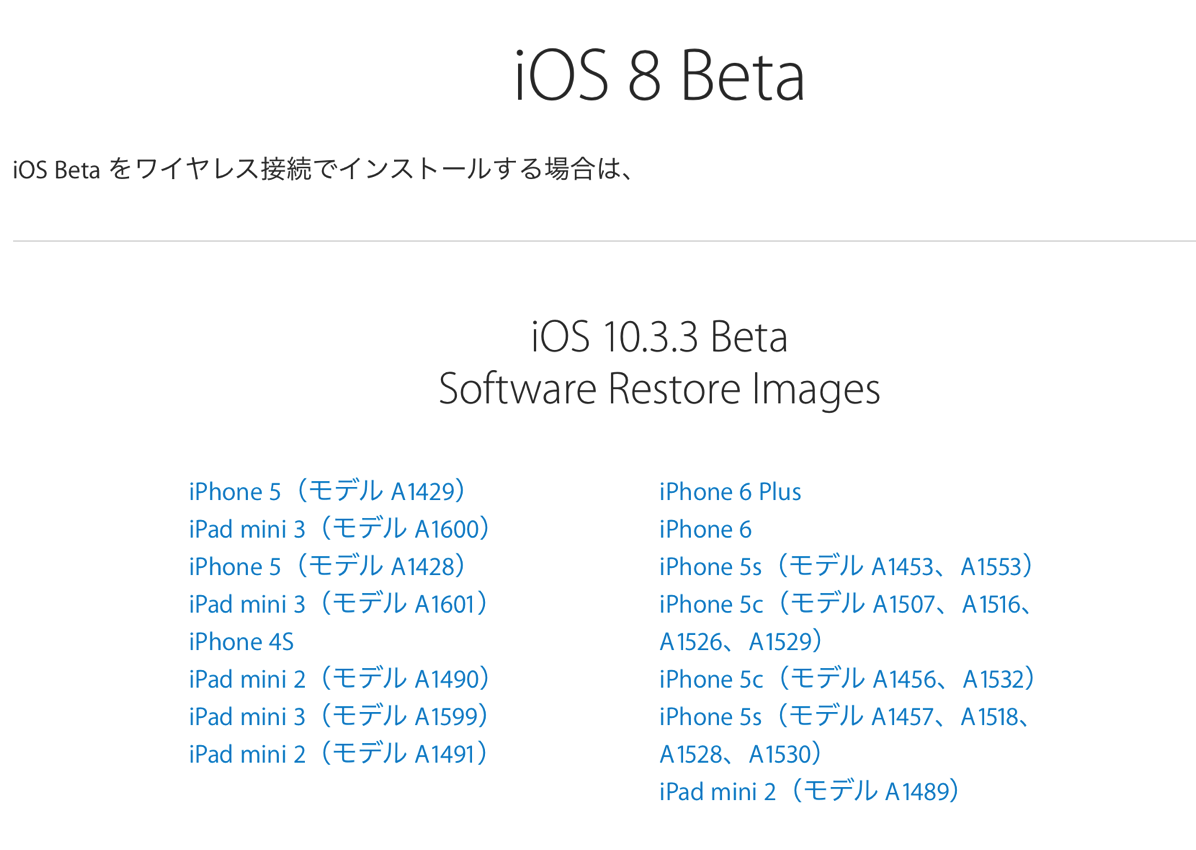 iOS 8 Beta
iOS Beta をワイヤレス接続でインストールする場合は、
iOS 10.3.3 Beta
Software Restore Images
iPhone 5（モデル A1429）
iPad mini 3（モデル A1600）
iPhone 5（モデル A1428）
iPad mini 3（モデル A1601）
iPhone 4S
iPad mini 2（モデル A1490）
iPad mini 3（モデル A1599）
iPad mini 2（モデル A1491）
iPhone 6 Plus
iPhone 6
iPhone 5s（モデル A1453、A1553）
iPhone 5c（モデル A1507、A1516、
A1526、A1529）
iPhone 5c（モデル A1456、A1532）
iPhone 5s（モデル A1457、A1518、
A1528、A1530）
iPad mini 2（モデル A1489）